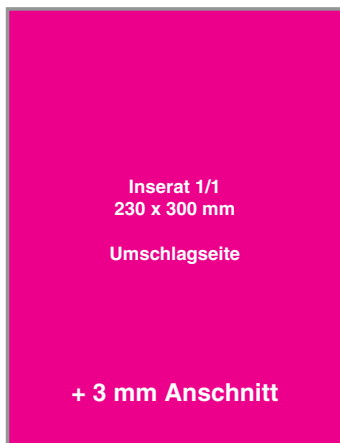 Inserat 1/1
230 x 300 mm
Umschlagseite
+ 3 mm Anschnitt